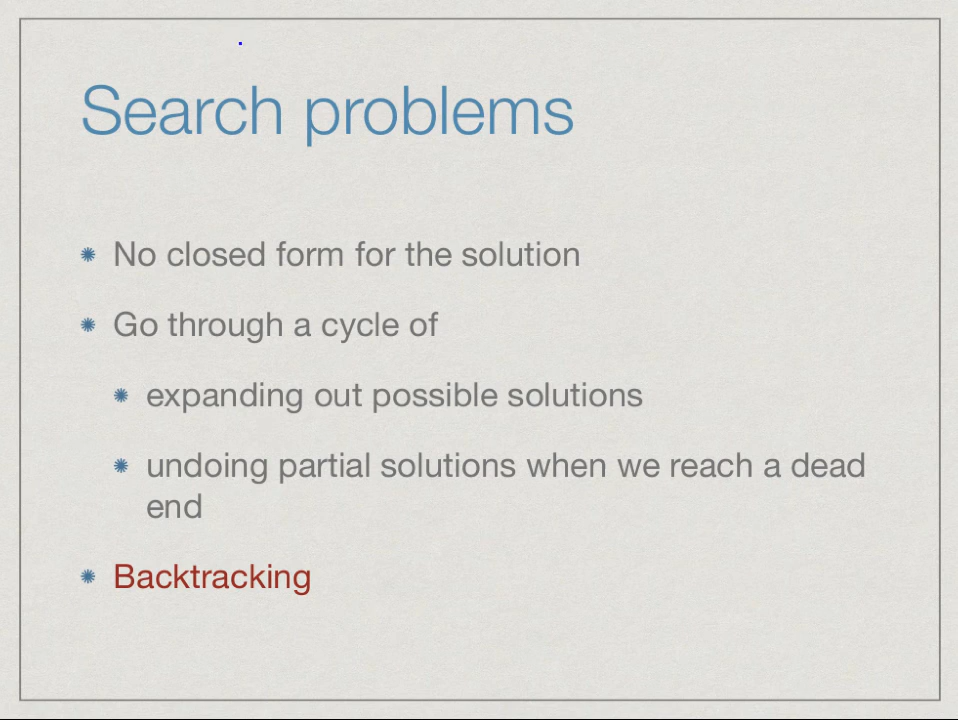 Search problems
No closed form for the solution
Go through a cycle of
expanding out possible solutions
undoing partial solutions when we reach a dead
end
Backtracking